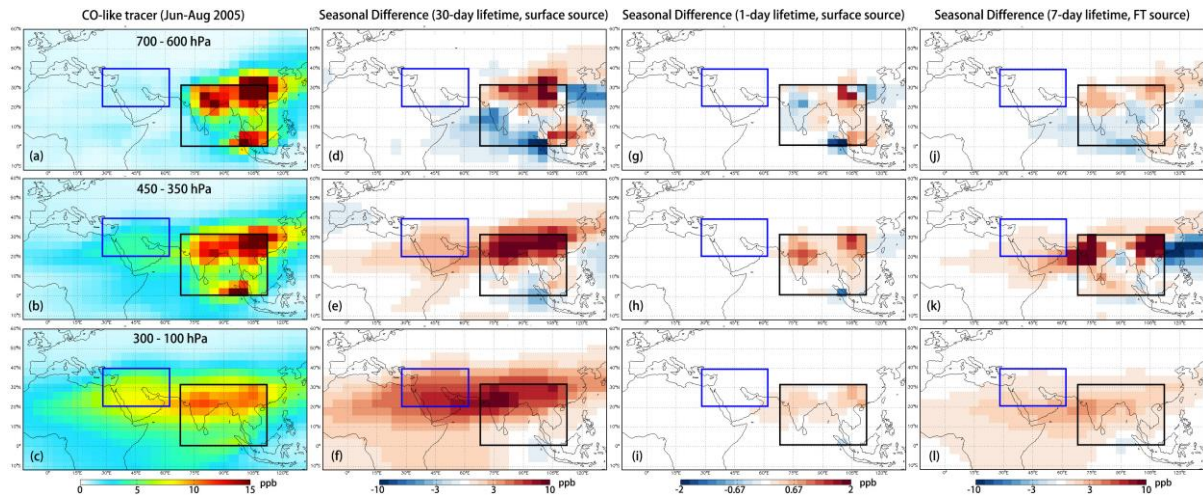 CO-like tracer (Jun-Aug 2005)
Seasonal Difference (30-day lifetime, surface source)
Seasonal Difference (1-day lifetime, surface source)
Seasonal Difference (7-day lifetime, FT source)
700 - 600 hPa
(a)
(d)
(g)
(j)
450 - 350 hPa
(b)
(e)
(h)
(k)
300 - 100 hPa
(c)
(f)
(i)
(l)
0 5 10 15 ppb
-10 -3 3 10 ppb
-2 -0.67 0.67 2 ppb
-10 -3 3 10 ppb